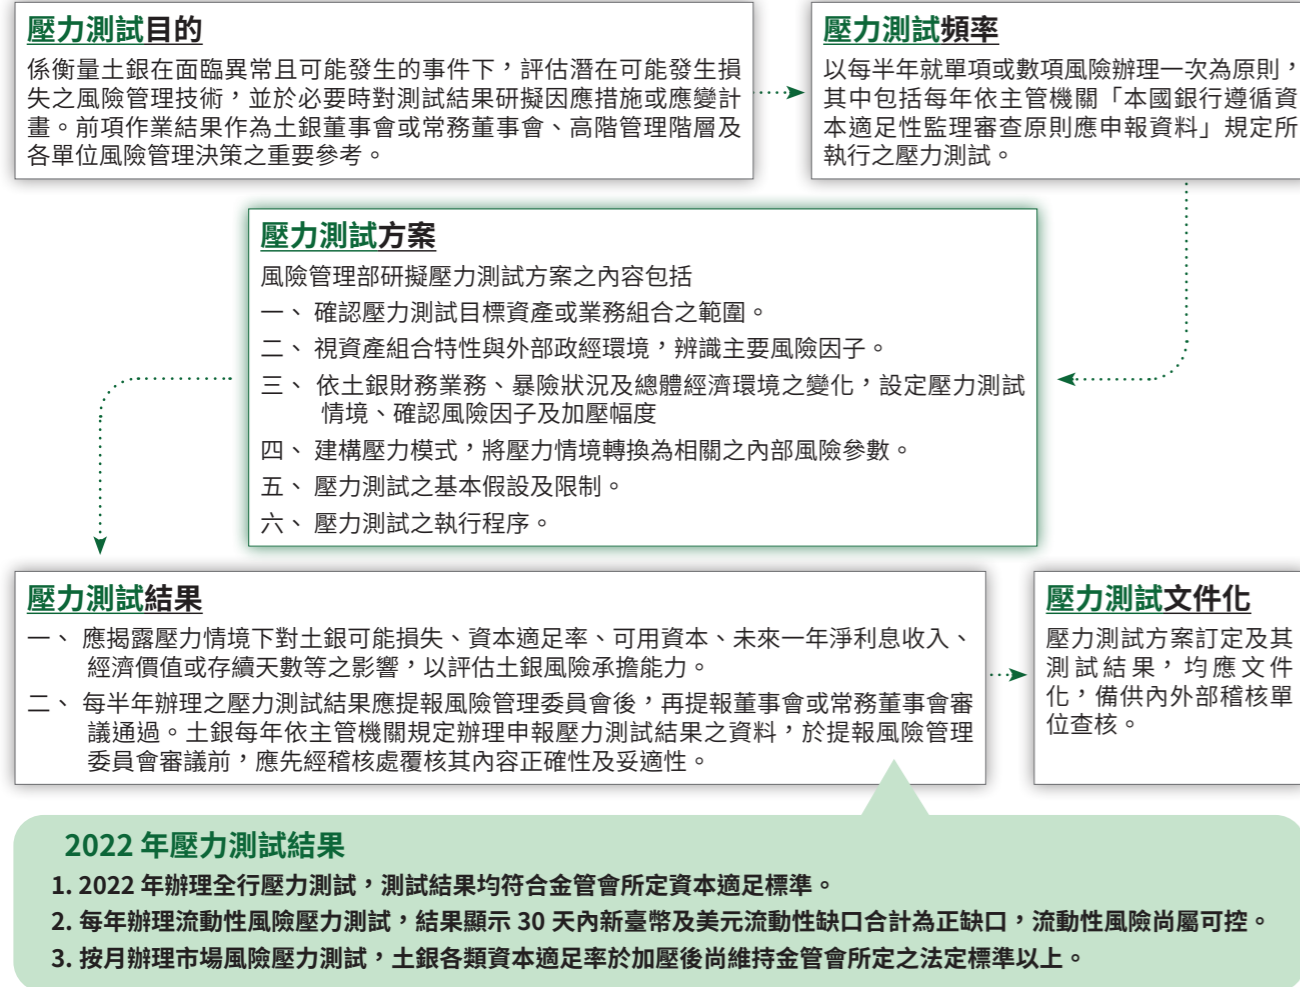 壓力測試目的
係衡量土銀在面臨異常且可能發生的事件下，評估潛在可能發生損
失之風險管理技術，並於必要時對測試結果研擬因應措施或應變計
畫。前項作業結果作為土銀董事會或常務董事會、高階管理階層及
各單位風險管理決策之重要參考。
壓力測試頻率
以每半年就單項或數項風險辦理一次為原則，
其中包括每年依主管機關「本國銀行遵循資
本適足性監理審查原則應申報資料」規定所
執行之壓力測試。
壓力測試方案
風險管理部研擬壓力測試方案之內容包括
一、 確認壓力測試目標資產或業務組合之範圍。
二、 視資產組合特性與外部政經環境，辨識主要風險因子。
三、 依土銀財務業務、暴險狀況及總體經濟環境之變化，設定壓力測試
情境、確認風險因子及加壓幅度
四、 建構壓力模式，將壓力情境轉換為相關之內部風險參數。
五、 壓力測試之基本假設及限制。
六、 壓力測試之執行程序。
壓力測試結果
一、 應揭露壓力情境下對土銀可能損失、資本適足率、可用資本、未來一年淨利息收入、
經濟價值或存續天數等之影響，以評估土銀風險承擔能力。
二、 每半年辦理之壓力測試結果應提報風險管理委員會後，再提報董事會或常務董事會審
議通過。土銀每年依主管機關規定辦理申報壓力測試結果之資料，於提報風險管理
委員會審議前，應先經稽核處覆核其內容正確性及妥適性。
壓力測試文件化
壓力測試方案訂定及其
測試結果，均應文件
化，備供內外部稽核單
位查核。
2022 年壓力測試結果
1. 2022 年辦理全行壓力測試，測試結果均符合金管會所定資本適足標準。
2. 每年辦理流動性風險壓力測試，結果顯示 30 天內新臺幣及美元流動性缺口合計為正缺口，流動性風險尚屬可控。
3. 按月辦理市場風險壓力測試，土銀各類資本適足率於加壓後尚維持金管會所定之法定標準以上。